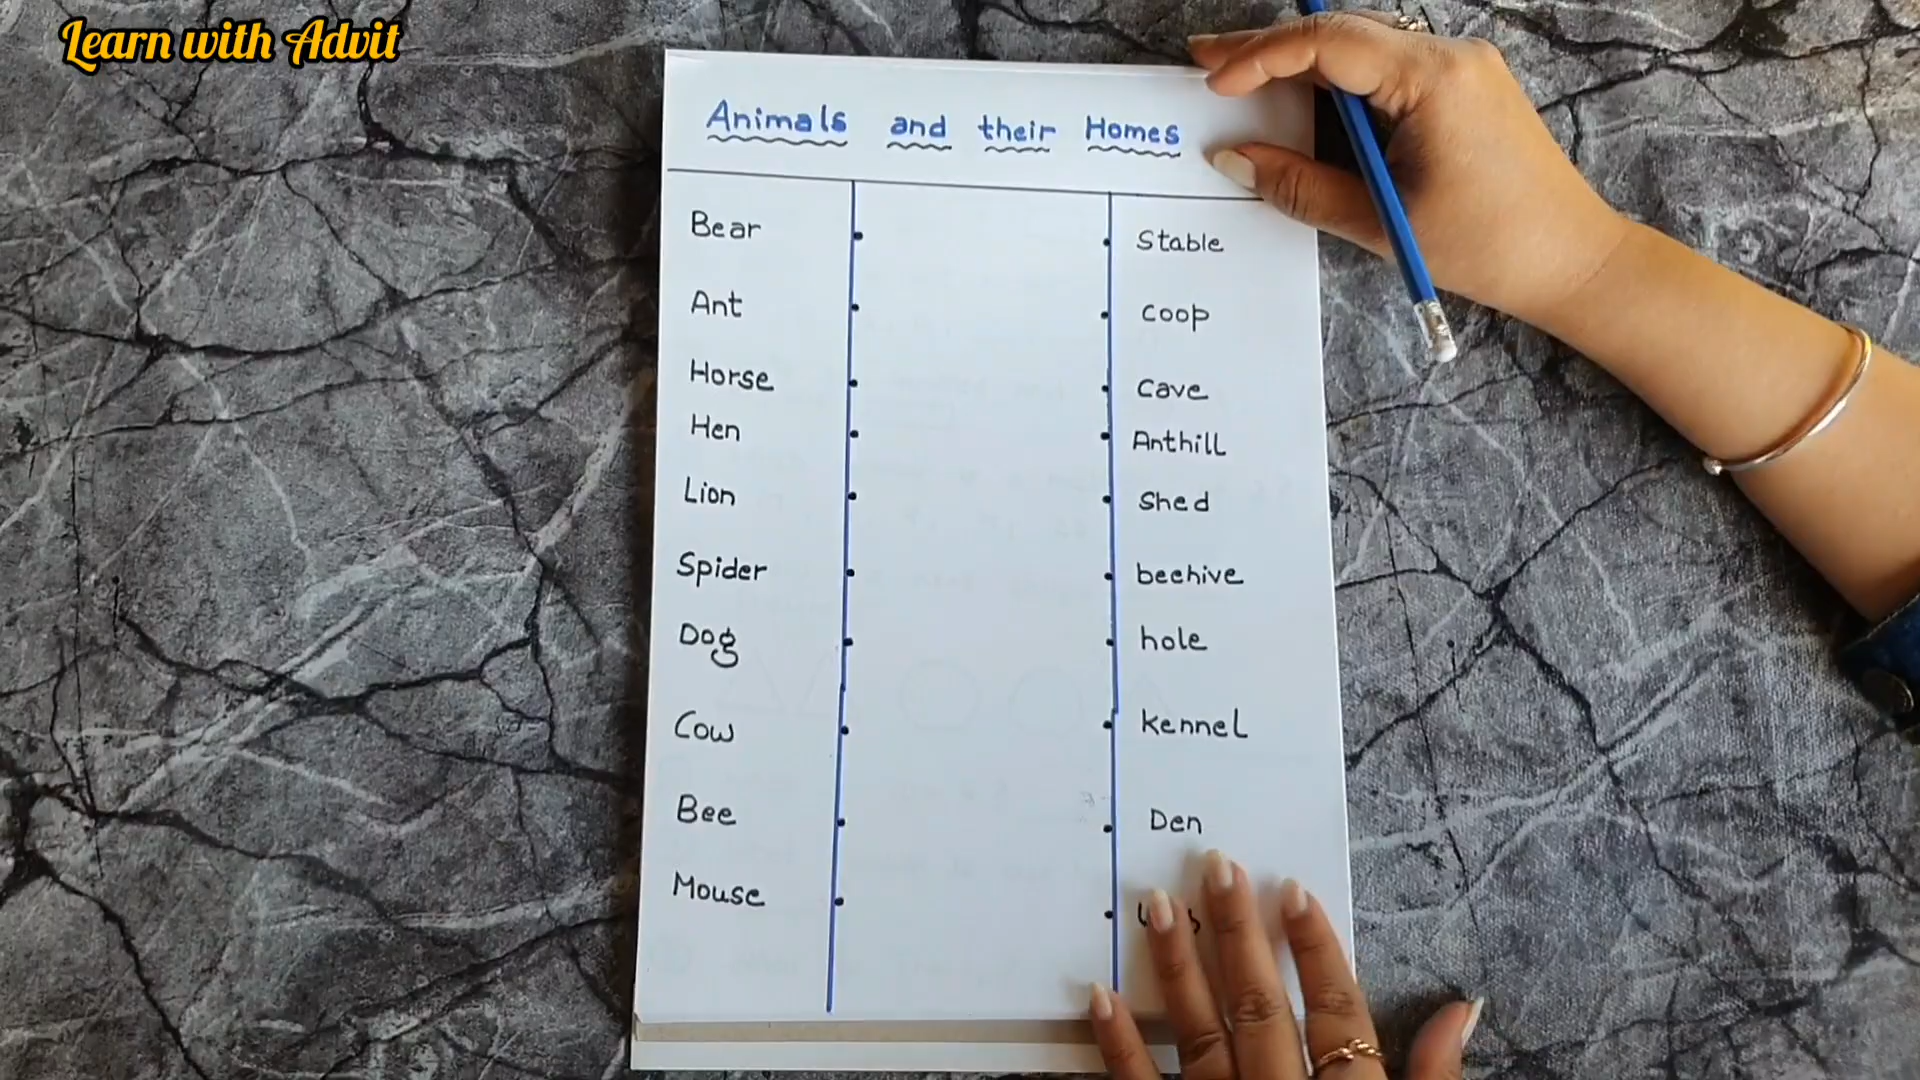 Learn with Advit
Animals and their Homes
Bear Stable
Ant Coop
Horse Cave
Hen Anthill
Lion Shed
Spider beehive
Dog hole
Cow Kennel
Bee Den
Mouse